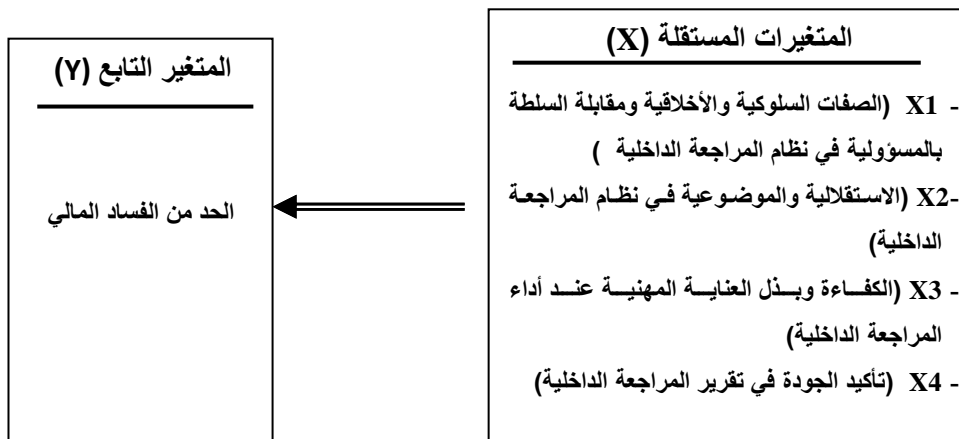 المتغيرات المستقلة (X)
- X1 (الصفات السلوكية والأخلاقية ومقابلة السلطة
بالمسؤولية في نظام المراجعة الداخلية )
-X2 (الاستقلالية والموضوعية في نظام المراجعة
الداخلية)
- X3 (الكفاءة وبذل العناية المهنية عند أداء
المراجعة الداخلية)
- X4 (تأكيد الجودة في تقرير المراجعة الداخلية)
المتغير التابع (Y)
الحد من الفساد المالي